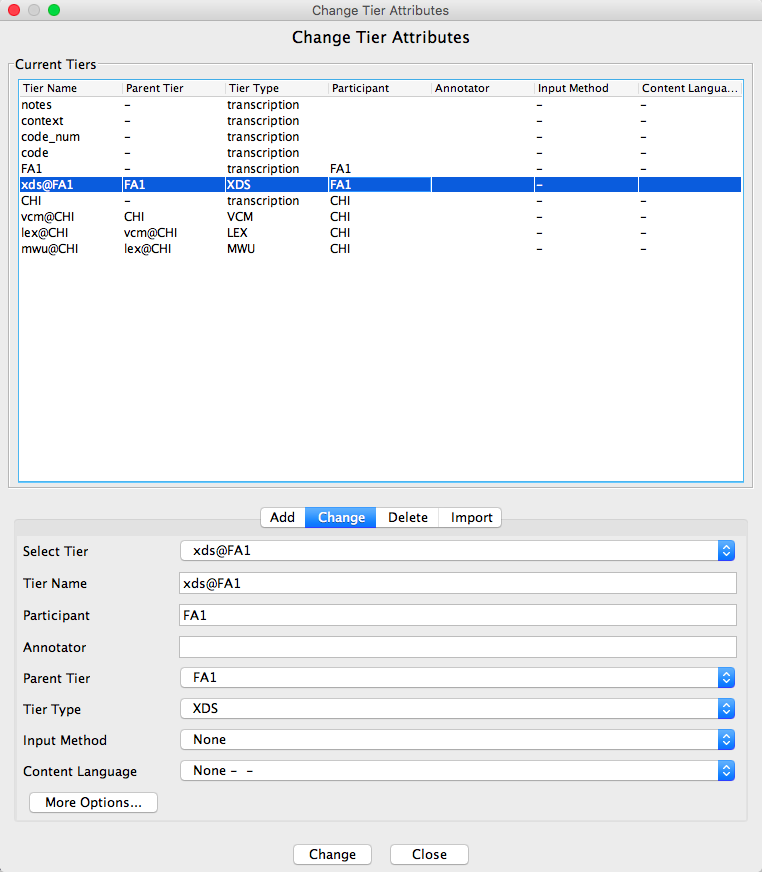 Change Tier Attributes
Change Tier Attributes
Current Tiers
Tier Name Parent Tier Tier Type Participant Annotator Input Method Content Langua...
notes – transcription – –
context – transcription – –
code_num – transcription – –
code – transcription – –
FA1 – transcription FA1 – –
xds@FA1 FA1 XDS FA1 – –
CHI – transcription CHI – –
vcm@CHI CHI VCM CHI – –
lex@CHI vcm@CHI LEX CHI – –
mwu@CHI lex@CHI MWU CHI – –
Add Change Delete Import
Select Tier xds@FA1
Tier Name xds@FA1
Participant FA1
Annotator
Parent Tier FA1
Tier Type XDS
Input Method None
Content Language None – –
More Options...
Change Close